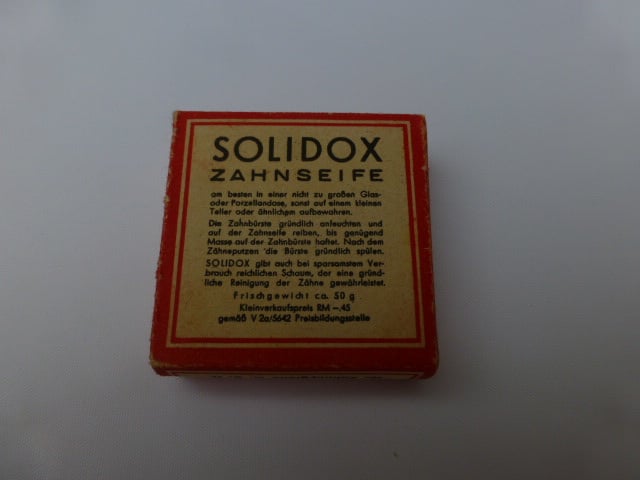 SOLIDOX
ZAHNSEIFE
am besten in einer nicht zu großen Glas-
oder Porzellandose, sonst auf einem kleinen
Teller oder ähnlichem aufbewahren.
Die Zahnbürste gründlich anfeuchten und
auf der Zahnseife reiben, bis genügend
Masse auf der Zahnbürste haftet. Nach dem
Zähneputzen die Bürste gründlich spülen.
SOLIDOX gibt auch bei sparsamstem Ver-
brauch reichlichen Schaum, der eine gründ-
liche Reinigung der Zähne gewährleistet.
Frischgewicht ca. 50 g
Kleinverkaufspreis RM -.45
gemäß V 2a/5642 Preisbildungsstelle